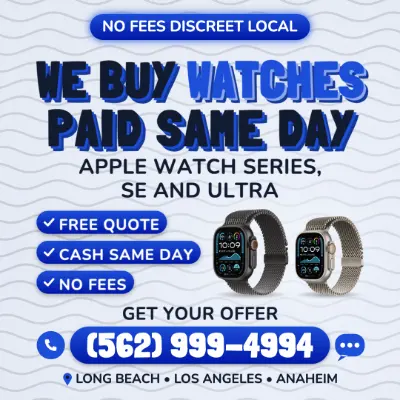 NO FEES DISCREET LOCAL
WE BUY WATCHES
PAID SAME DAY
APPLE WATCH SERIES,
SE AND ULTRA
FREE QUOTE
CASH SAME DAY
NO FEES
GET YOUR OFFER
(562) 999-4994
LONG BEACH • LOS ANGELES • ANAHEIM